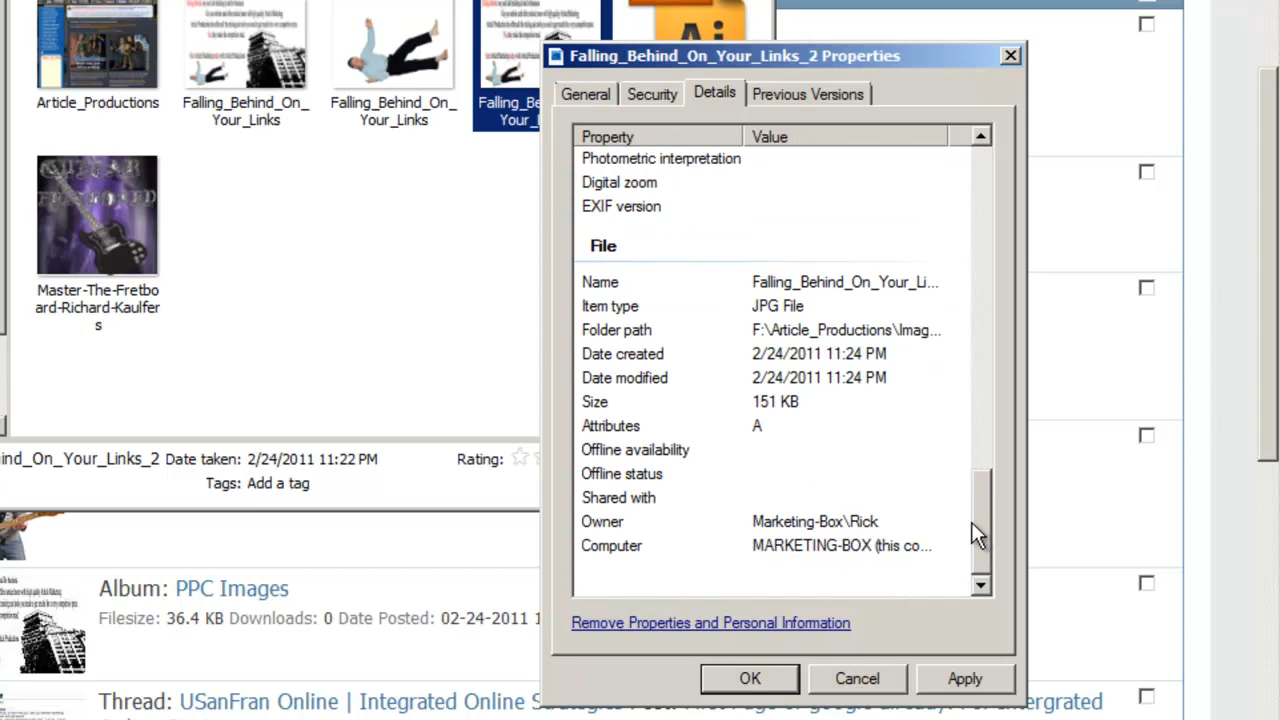 Ai
Falling_Behind_On_Your_Links_2 Properties
General
Security
Details
Previous Versions
Property
Value
Photometric interpretation
Digital zoom
EXIF version
File
Name Falling_Behind_On_Your_Li...
Item type JPG File
Folder path F:\Article_Productions\Imag...
Date created 2/24/2011 11:24 PM
Date modified 2/24/2011 11:24 PM
Size 151 KB
Attributes A
Offline availability
Offline status
Shared with
Owner Marketing-Box\Rick
Computer MARKETING-BOX (this co...
Remove Properties and Personal Information
OK
Cancel
Apply
Article_Productions
Falling_Behind_On_
Your_Links
Falling_Behind_On_
Your_Links
GUITAR
FRETBOARD
Master-The-Fretbo
ard-Richard-Kaulfer
s
ind_On_Your_Links_2 Date taken: 2/24/2011 11:22 PM
Rating:
Tags: Add a tag
Album: PPC Images
Filesize: 36.4 KB Downloads: 0 Date Posted: 02-24-2011
Thread: USanFran Online | Integrated Online